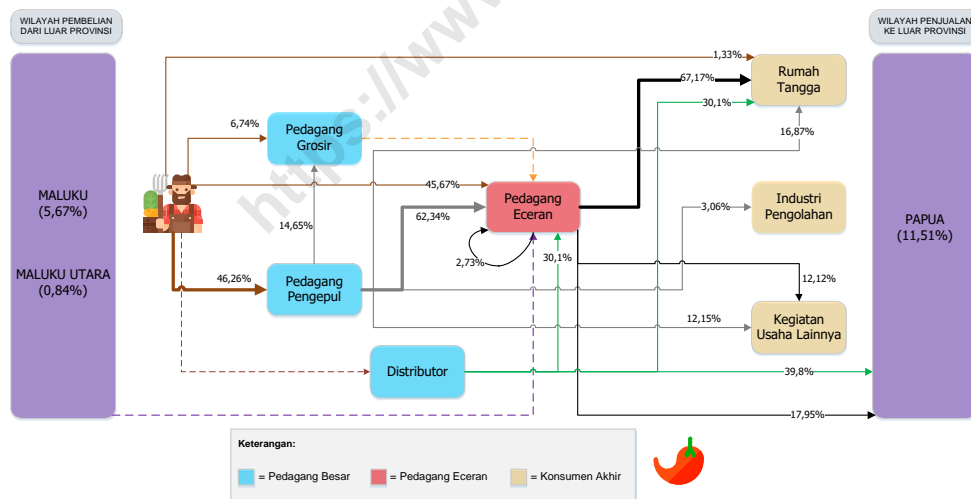 WILAYAH PEMBELIAN
DARI LUAR PROVINSI
WILAYAH PENJUALAN
KE LUAR PROVINSI
https://www
1,33%
Rumah
Tangga
67,17%
30,1%
6,74%
Pedagang
Grosir
16,87%
MALUKU
(5,67%)
45,67%
Pedagang
Eceran
Industri
Pengolahan
3,06%
PAPUA
(11,51%)
14,65%
62,34%
2,73%
30,1%
MALUKU UTARA
(0,84%)
46,26%
Pedagang
Pengepul
12,12%
12,15%
Kegiatan
Usaha Lainnya
Distributor
39,8%
17,95%
Keterangan:
= Pedagang Besar
= Pedagang Eceran
= Konsumen Akhir